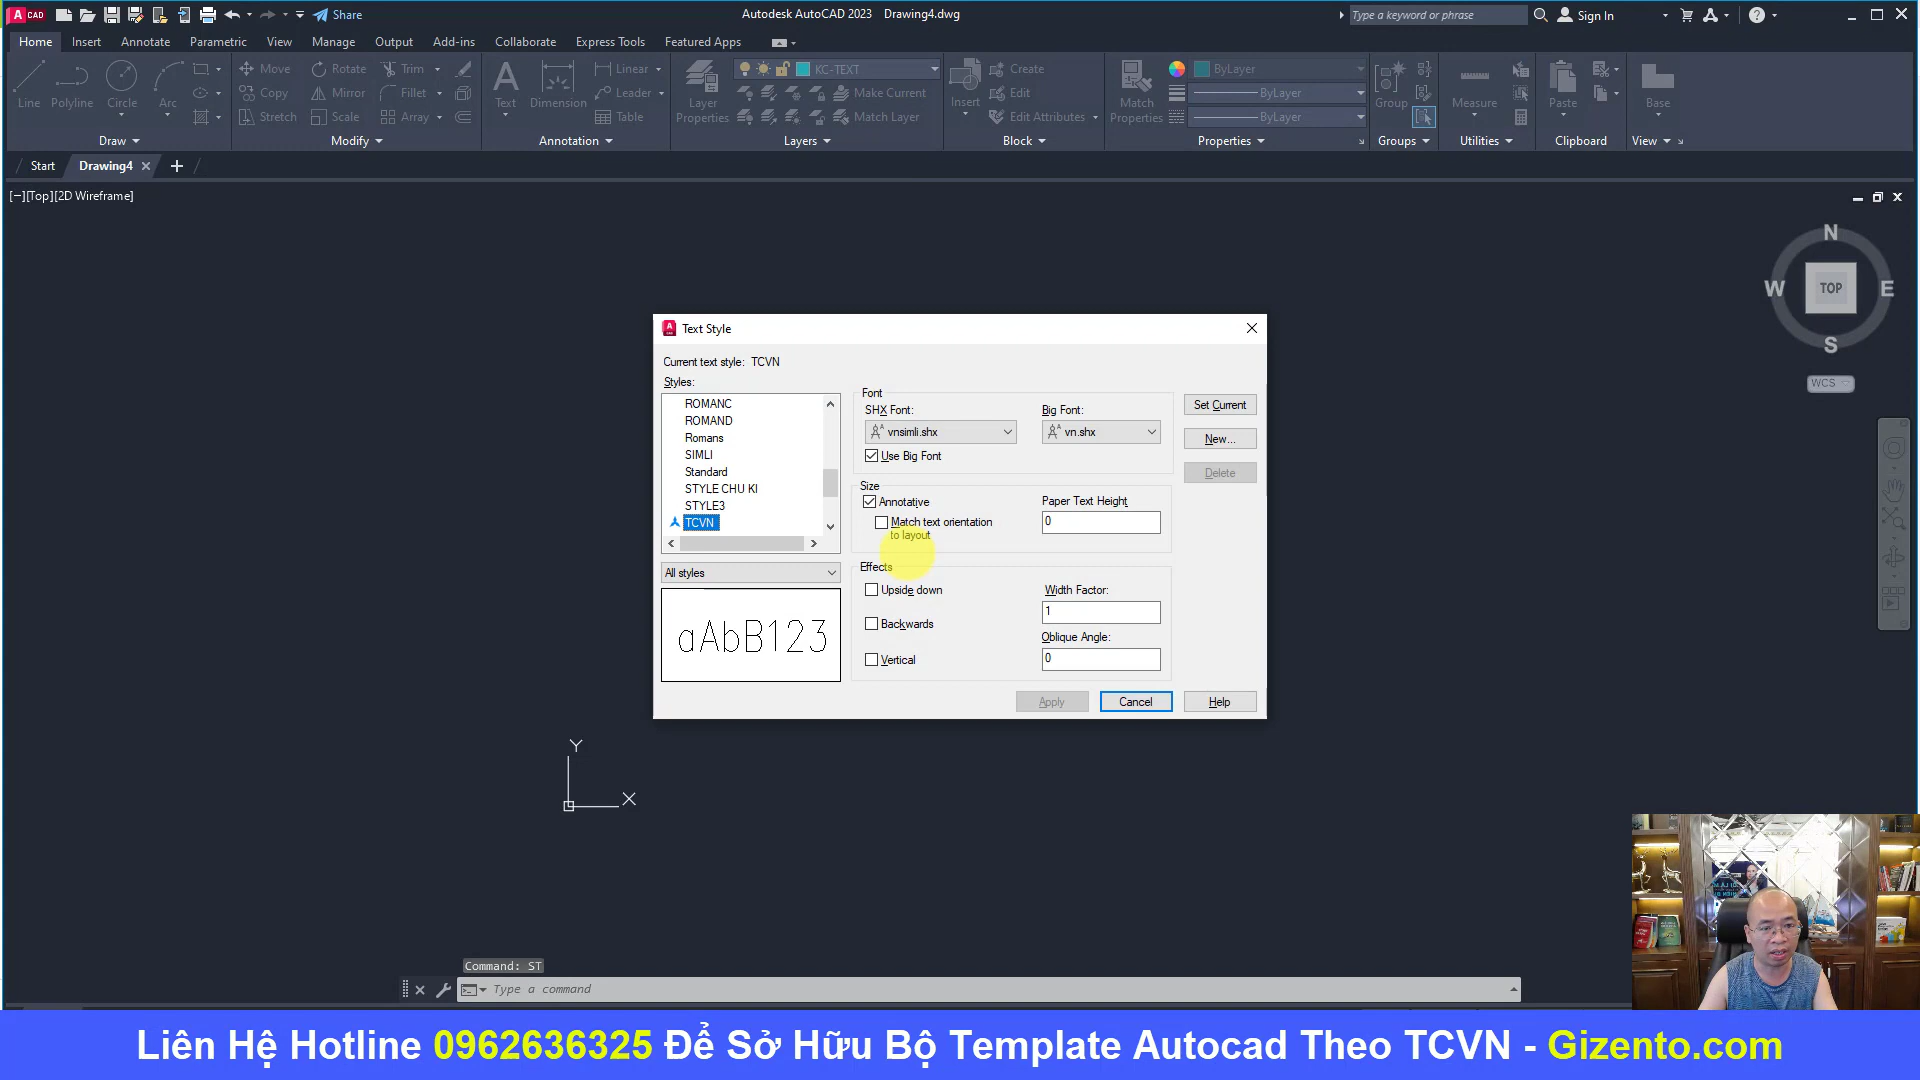 CAD Share Autodesk AutoCAD 2023 Drawing4.dwg Type a keyword or phrase Sign In
Home Insert Annotate Parametric View Manage Output Add-ins Collaborate Express Tools Featured Apps
Line Polyline Circle Arc
Move Rotate Trim
Copy Mirror Fillet
Stretch Scale Array
Text Dimension
Linear
Leader
Table
Layer Properties
KC-TEXT
Make Current
Match Layer
Insert
Create
Edit
Edit Attributes
Match Properties
ByLayer
ByLayer
ByLayer
Group
Measure
Paste
Base
Draw Modify Annotation Layers Block Properties Groups Utilities Clipboard View
Start Drawing4
[−][Top][2D Wireframe]
N
W TOP E
S
WCS
Text Style
Current text style: TCVN
Styles:
ROMANC
ROMAND
Romans
SIMLI
Standard
STYLE CHU KI
STYLE3
TCVN
All styles
aAbB123
Font
SHX Font: Big Font:
vnsimli.shx vn.shx
Use Big Font
Size
Annotative
Match text orientation
to layout
Paper Text Height
0
Effects
Upside down
Backwards
Vertical
Width Factor:
1
Oblique Angle:
0
Set Current
New...
Delete
Apply Cancel Help
Y
X
Command: ST
Type a command
Liên Hệ Hotline 0962636325 Để Sở Hữu Bộ Template Autocad Theo TCVN - Gizento.com